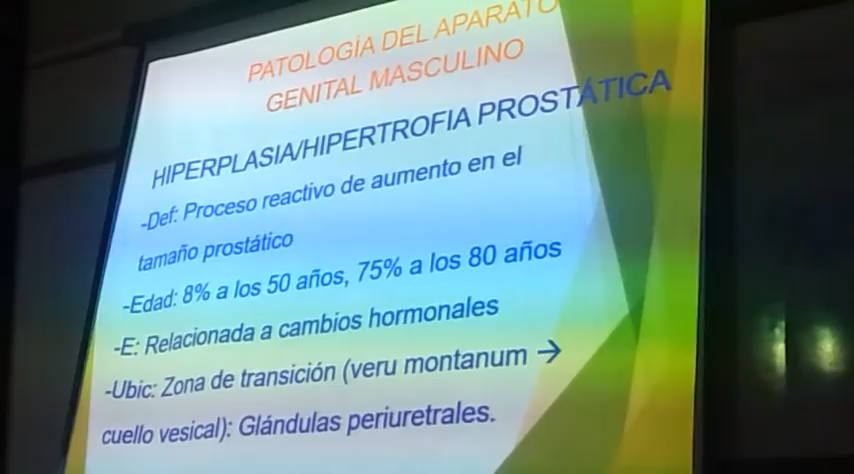 PATOLOGÍA DEL APARATO
GENITAL MASCULINO
HIPERPLASIA/HIPERTROFIA PROSTÁTICA
-Def: Proceso reactivo de aumento en el
tamaño prostático
-Edad: 8% a los 50 años, 75% a los 80 años
-E: Relacionada a cambios hormonales
-Ubic: Zona de transición (veru montanum →
cuello vesical): Glándulas periuretrales.